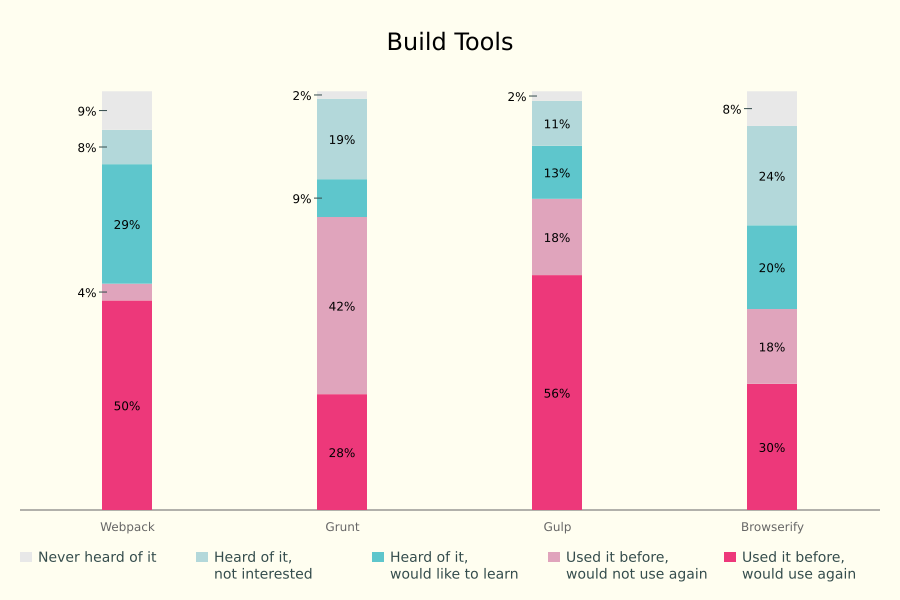 Build Tools
9%
8%
29%
4%
50%
2%
19%
9%
42%
28%
2%
11%
13%
18%
56%
8%
24%
20%
18%
30%
Webpack
Grunt
Gulp
Browserify
Never heard of it
Heard of it,
not interested
Heard of it,
would like to learn
Used it before,
would not use again
Used it before,
would use again